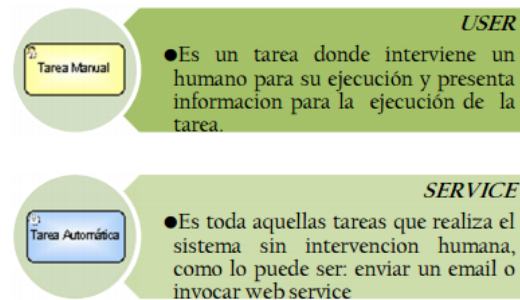 USER
Tarea Manual
●Es un tarea donde interviene un
humano para su ejecución y presenta
informacion para la ejecución de la
tarea.
SERVICE
Tarea Automática
●Es toda aquellas tareas que realiza el
sistema sin intervencion humana,
como lo puede ser: enviar un email o
invocar web service